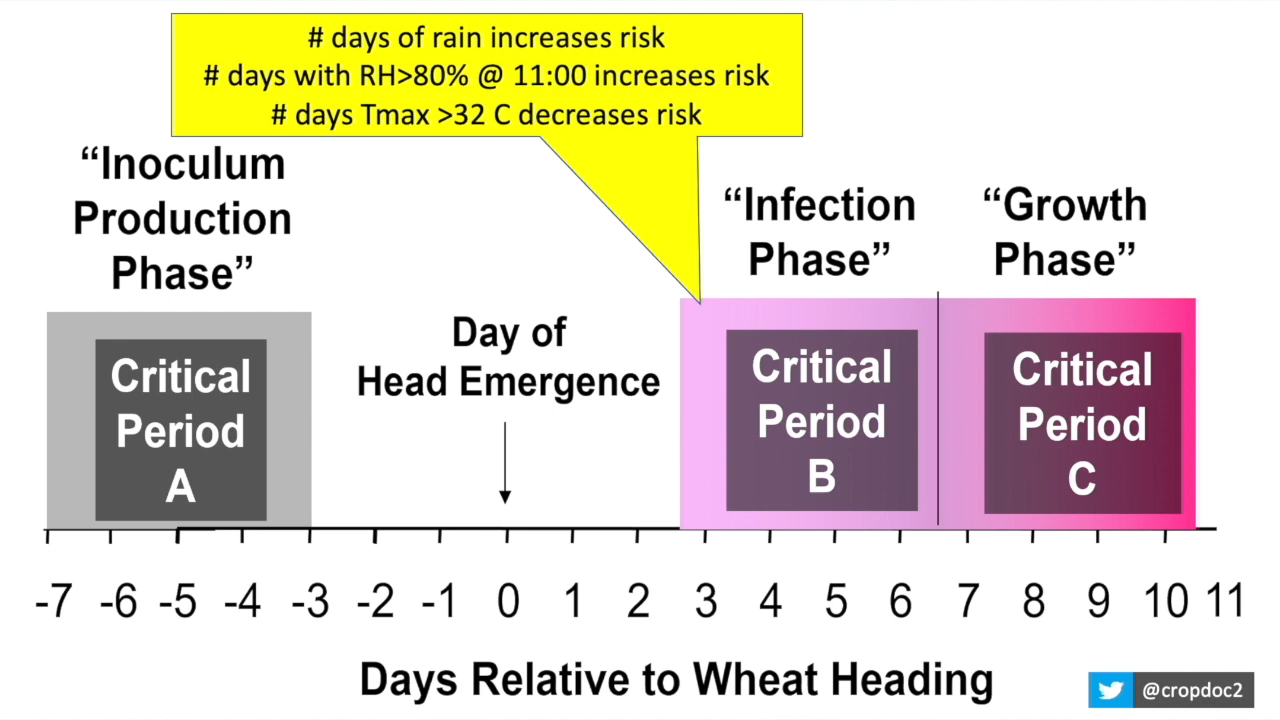 # days of rain increases risk
# days with RH>80% @ 11:00 increases risk
# days Tmax >32 C decreases risk
“Inoculum
Production
Phase”
“Infection
Phase”
“Growth
Phase”
Day of
Head Emergence
Critical
Period
A
Critical
Period
B
Critical
Period
C
-7 -6 -5 -4 -3 -2 -1 0 1 2 3 4 5 6 7 8 9 10 11
Days Relative to Wheat Heading
@cropdoc2